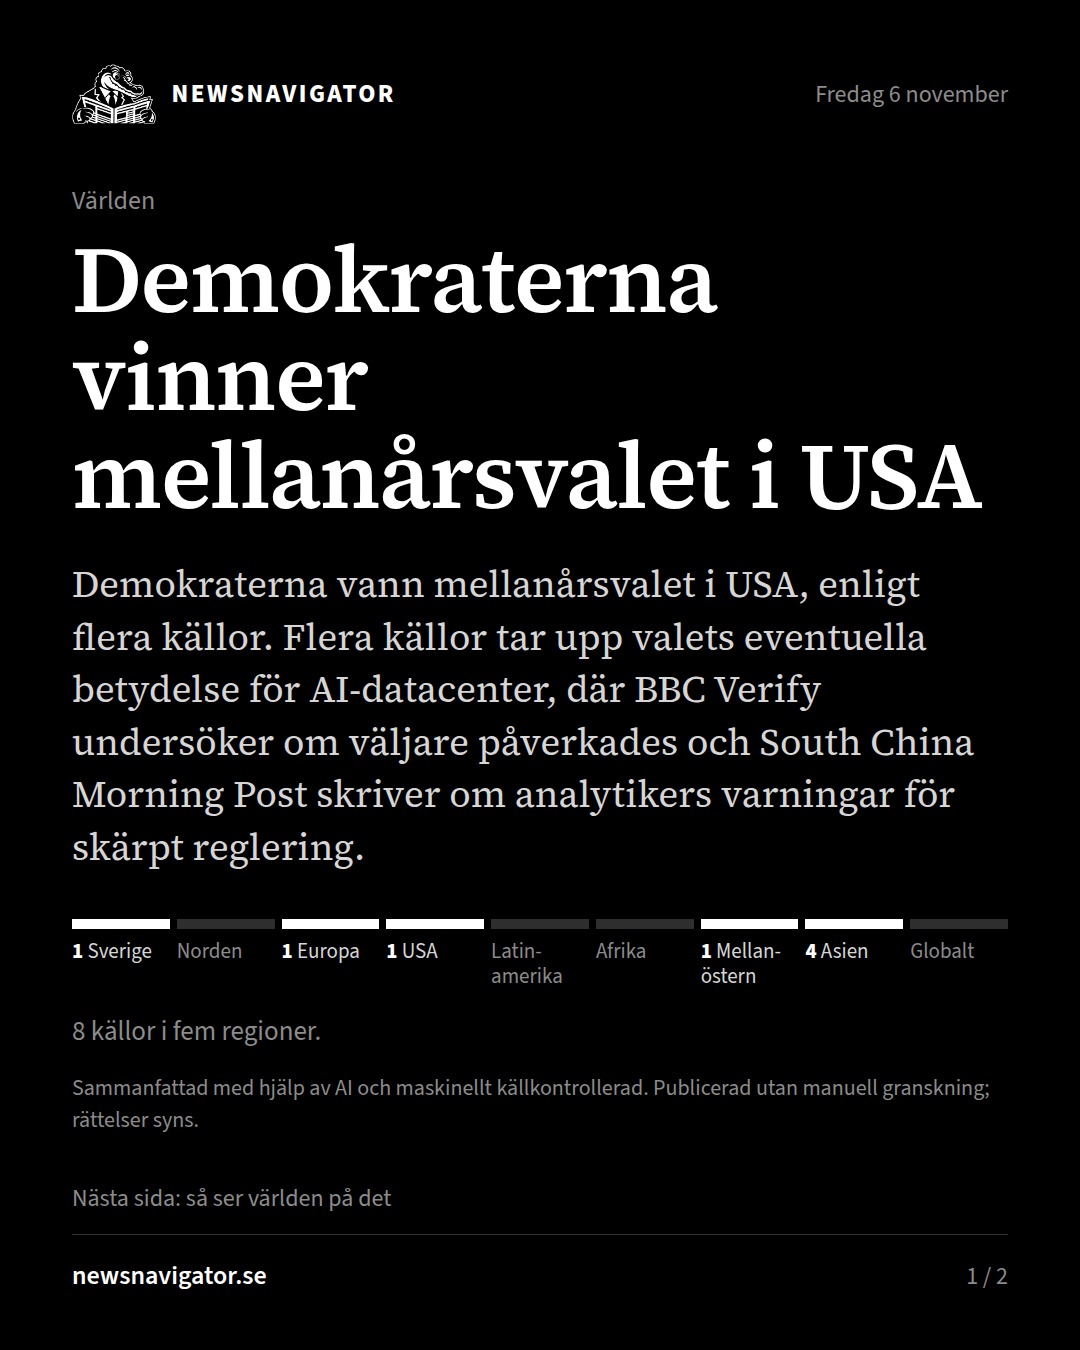 NEWSNAVIGATOR
Fredag 6 november
Världen
Demokraterna
vinner
mellanårsvalet i USA
Demokraterna vann mellanårsvalet i USA, enligt
flera källor. Flera källor tar upp valets eventuella
betydelse för AI-datacenter, där BBC Verify
undersöker om väljare påverkades och South China
Morning Post skriver om analytikers varningar för
skärpt reglering.
1 Sverige
Norden
1 Europa
1 USA
Latin-
amerika
Afrika
1 Mellan-
östern
4 Asien
Globalt
8 källor i fem regioner.
Sammanfattad med hjälp av AI och maskinellt källkontrollerad. Publicerad utan manuell granskning;
rättelser syns.
Nästa sida: så ser världen på det
newsnavigator.se
1 / 2